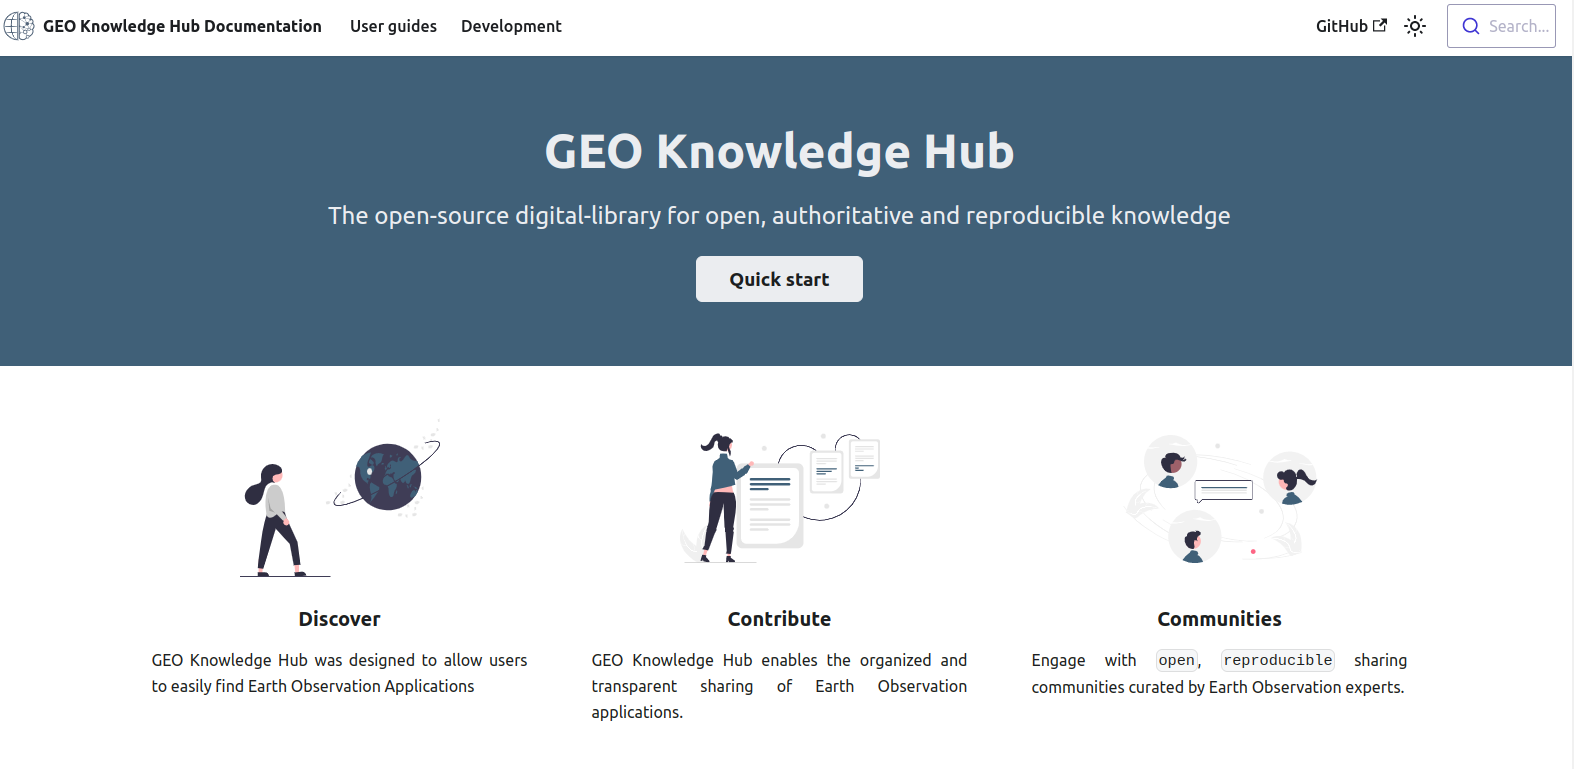 GEO Knowledge Hub Documentation User guides Development GitHub Search...
GEO Knowledge Hub
The open-source digital-library for open, authoritative and reproducible knowledge
Quick start
Discover
GEO Knowledge Hub was designed to allow users
to easily find Earth Observation Applications
Contribute
GEO Knowledge Hub enables the organized and
transparent sharing of Earth Observation
applications.
Communities
Engage with open, reproducible sharing
communities curated by Earth Observation experts.